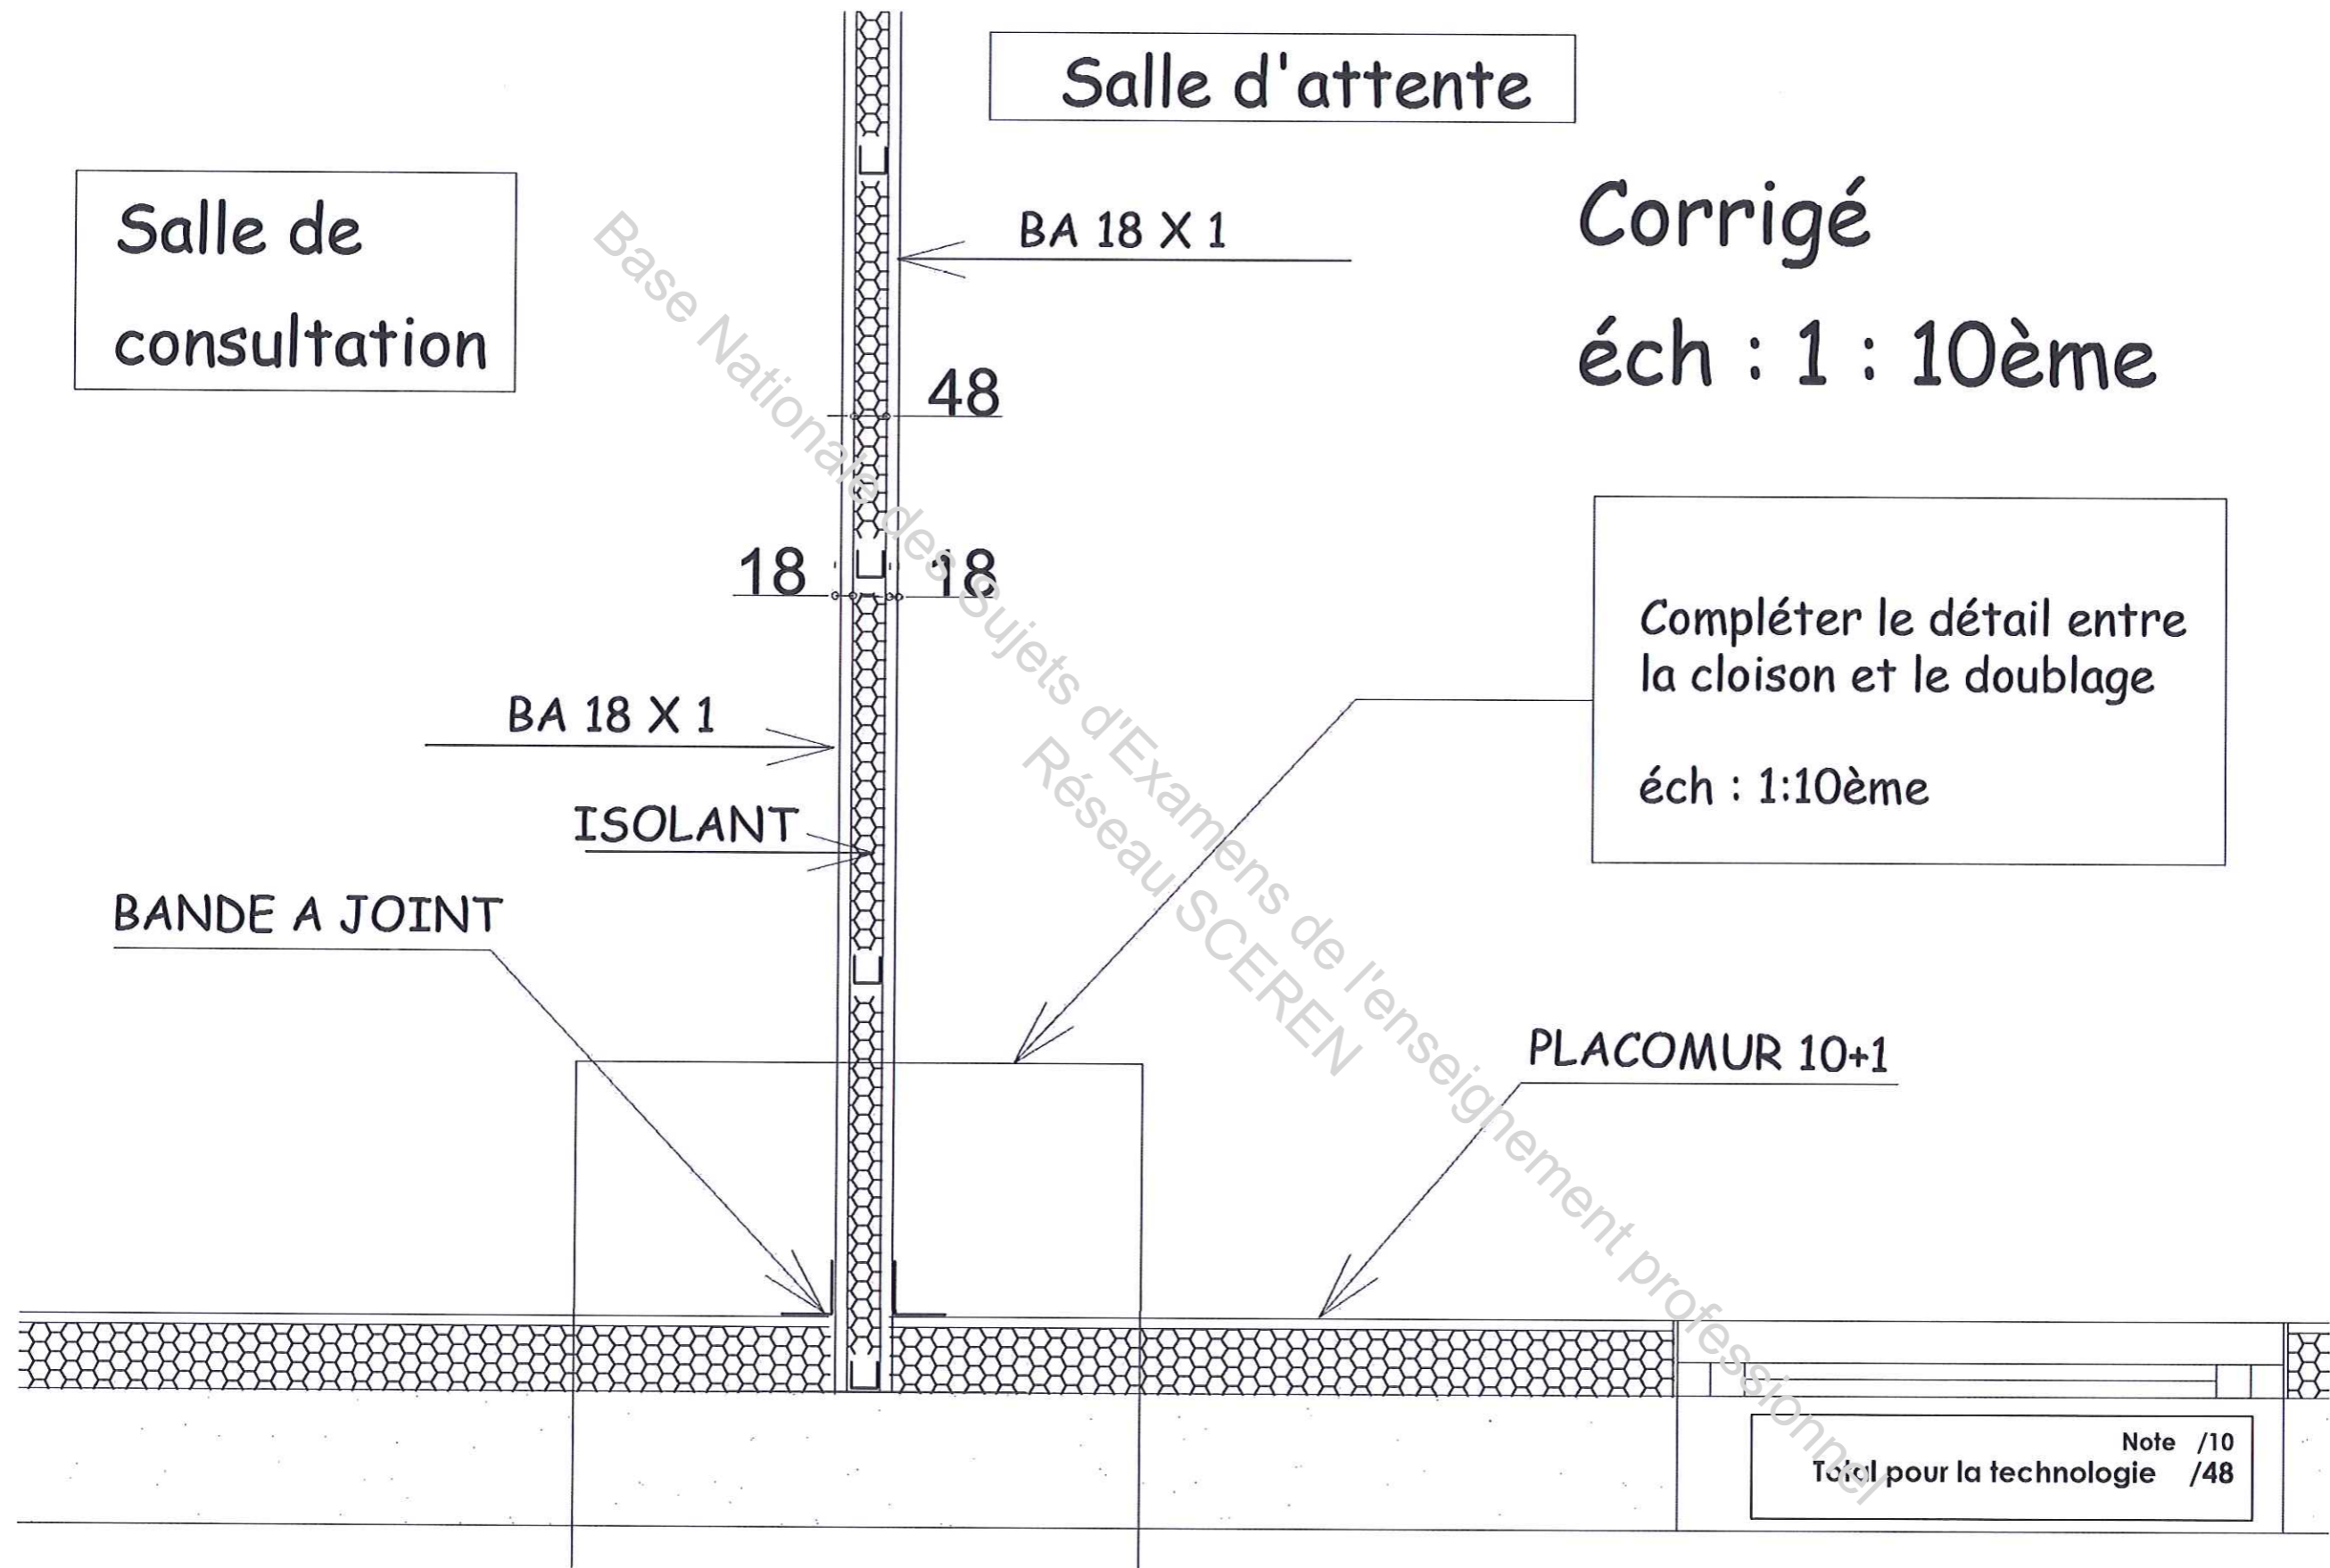 Salle d'attente
Salle de
consultation
BA 18 X 1
Corrigé
éch : 1 : 10ème
48
18
18
Compléter le détail entre
la cloison et le doublage
éch : 1:10ème
BA 18 X 1
ISOLANT
BANDE A JOINT
PLACOMUR 10+1
Note /10
Total pour la technologie /48
Base Nationale des Sujets d'Examens de l'enseignement professionnel
Réseau SCEREN